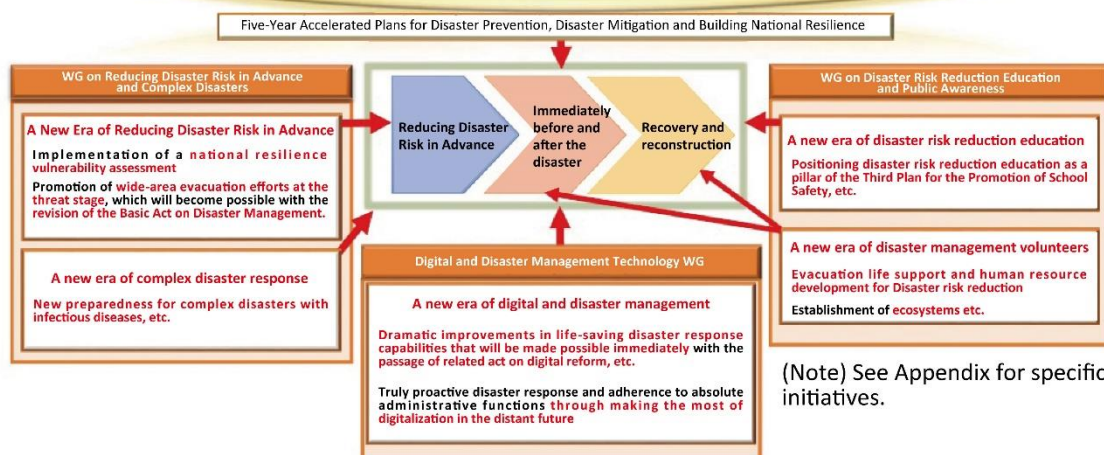 Five-Year Accelerated Plans for Disaster Prevention, Disaster Mitigation and Building National Resilience
WG on Reducing Disaster Risk in Advance
and Complex Disasters
A New Era of Reducing Disaster Risk in Advance
Implementation of a national resilience
vulnerability assessment
Promotion of wide-area evacuation efforts at the
threat stage, which will become possible with the
revision of the Basic Act on Disaster Management.
A new era of complex disaster response
New preparedness for complex disasters with
infectious diseases, etc.
Reducing Disaster
Risk in Advance
Immediately
before and
after the
disaster
Recovery and
reconstruction
Digital and Disaster Management Technology WG
A new era of digital and disaster management
Dramatic improvements in life-saving disaster response
capabilities that will be made possible immediately with the
passage of related act on digital reform, etc.
Truly proactive disaster response and adherence to absolute
administrative functions through making the most of
digitalization in the distant future
WG on Disaster Risk Reduction Education
and Public Awareness
A new era of disaster risk reduction education
Positioning disaster risk reduction education as a
pillar of the Third Plan for the Promotion of School
Safety, etc.
A new era of disaster management volunteers
Evacuation life support and human resource
development for Disaster risk reduction
Establishment of ecosystems etc.
(Note) See Appendix for specific
initiatives.